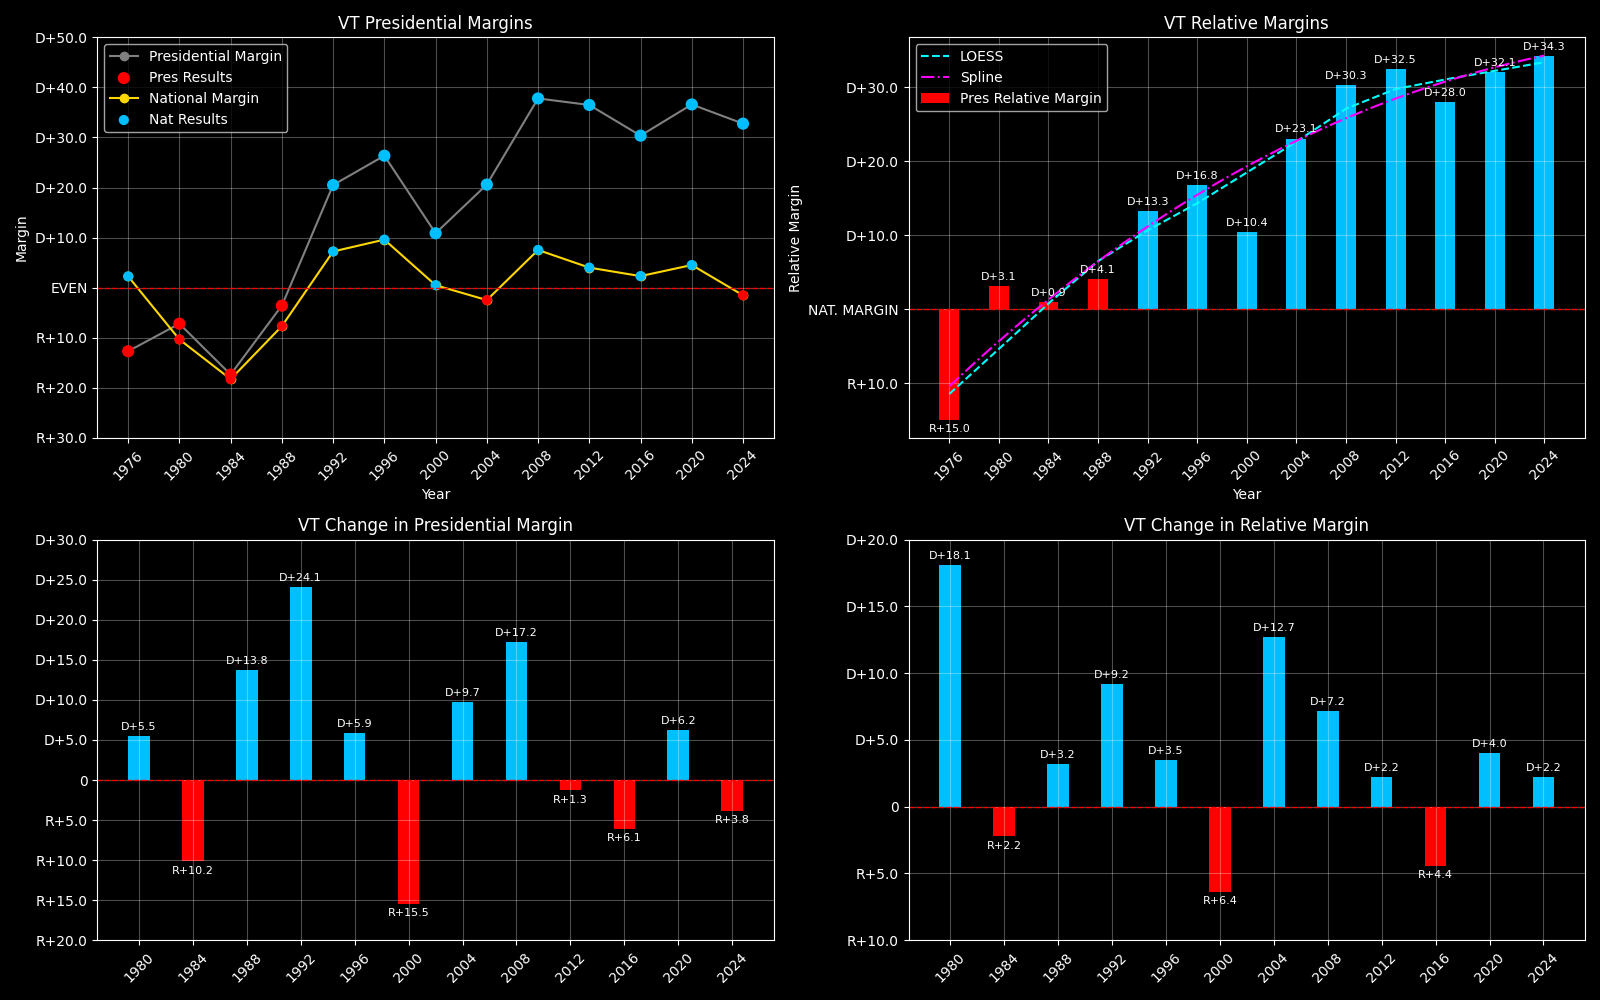 VT Presidential Margins
D+50.0
D+40.0
D+30.0
D+20.0
D+10.0
EVEN
R+10.0
R+20.0
R+30.0
Margin
Presidential Margin
Pres Results
National Margin
Nat Results
1976
1980
1984
1988
1992
1996
2000
2004
2008
2012
2016
2020
2024
Year
VT Relative Margins
D+30.0
D+20.0
D+10.0
NAT. MARGIN
R+10.0
Relative Margin
LOESS
Spline
Pres Relative Margin
R+15.0
D+3.1
D+0.9
D+4.1
D+13.3
D+16.8
D+10.4
D+23.1
D+30.3
D+32.5
D+28.0
D+32.1
D+34.3
1976
1980
1984
1988
1992
1996
2000
2004
2008
2012
2016
2020
2024
Year
VT Change in Presidential Margin
D+30.0
D+25.0
D+20.0
D+15.0
D+10.0
D+5.0
0
R+5.0
R+10.0
R+15.0
R+20.0
D+5.5
R+10.2
D+13.8
D+24.1
D+5.9
R+15.5
D+9.7
D+17.2
R+1.3
R+6.1
D+6.2
R+3.8
1980
1984
1988
1992
1996
2000
2004
2008
2012
2016
2020
2024
VT Change in Relative Margin
D+20.0
D+15.0
D+10.0
D+5.0
0
R+5.0
R+10.0
D+18.1
R+2.2
D+3.2
D+9.2
D+3.5
R+6.4
D+12.7
D+7.2
D+2.2
R+4.4
D+4.0
D+2.2
1980
1984
1988
1992
1996
2000
2004
2008
2012
2016
2020
2024